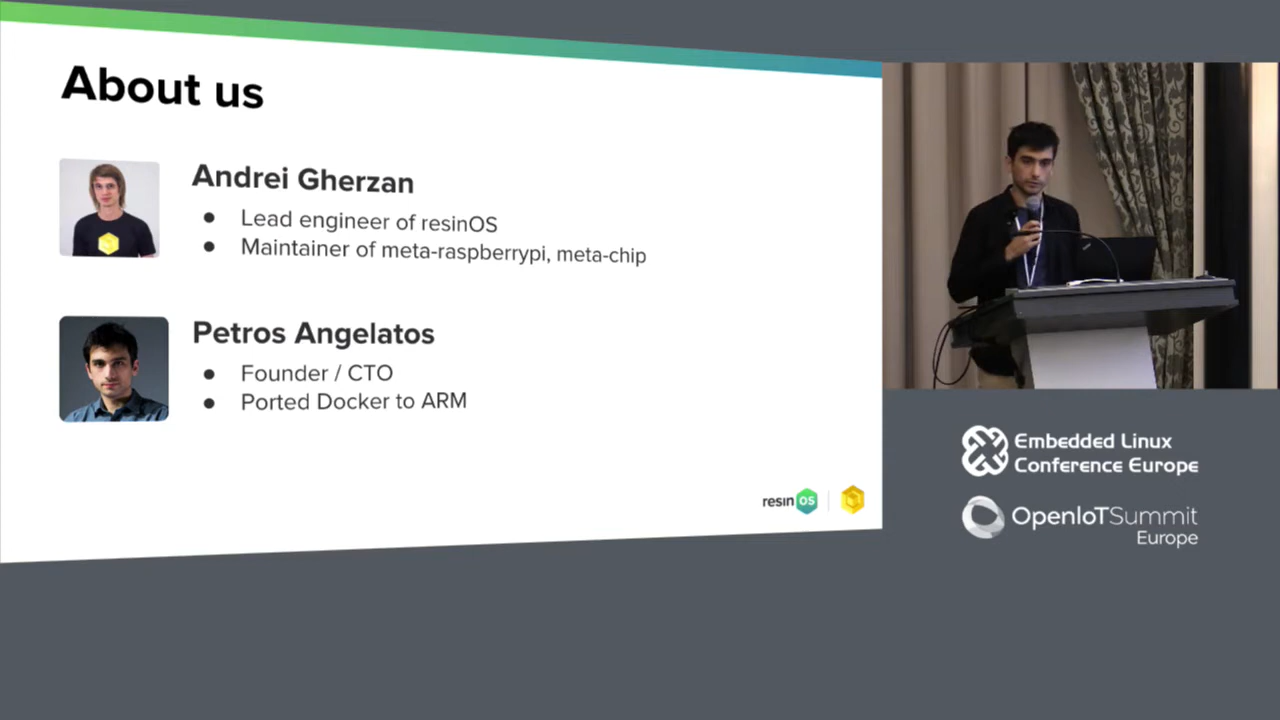 About us
Andrei Gherzan
● Lead engineer of resinOS
● Maintainer of meta-raspberrypi, meta-chip
Petros Angelatos
● Founder / CTO
● Ported Docker to ARM
resin OS
Embedded Linux
Conference Europe
OpenIoTSummit
Europe